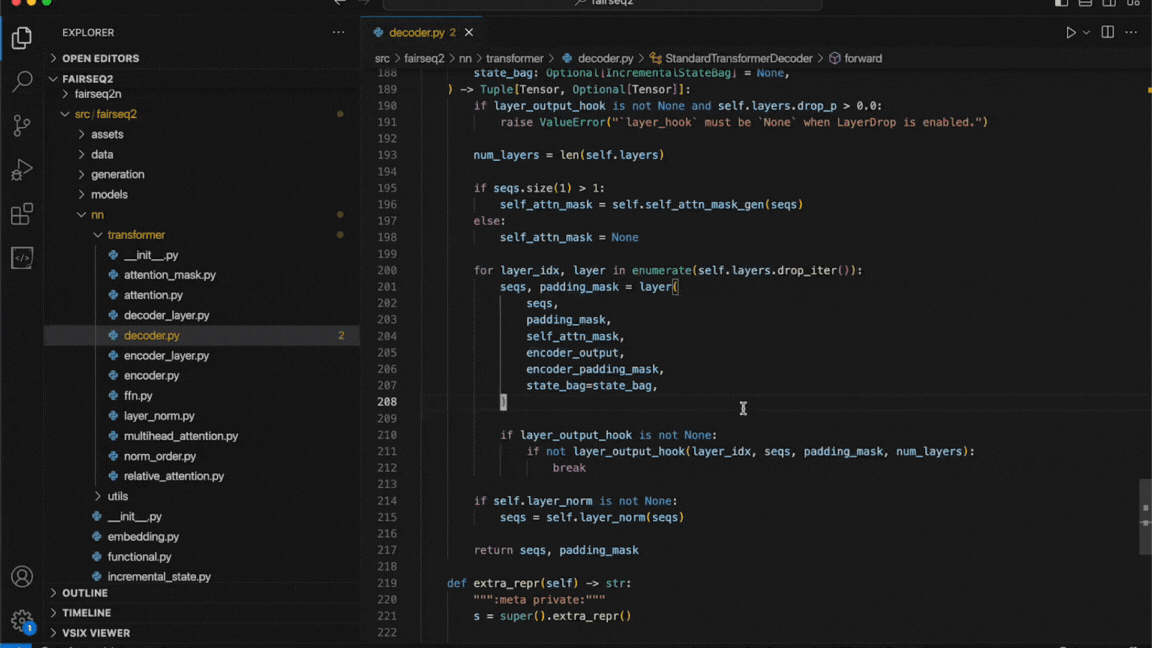 fairseq2
EXPLORER
OPEN EDITORS
FAIRSEQ2
fairseq2n
src/fairseq2
assets
data
generation
models
nn
transformer
__init__.py
attention_mask.py
attention.py
decoder_layer.py
decoder.py 2
encoder_layer.py
encoder.py
ffn.py
layer_norm.py
multihead_attention.py
norm_order.py
relative_attention.py
utils
__init__.py
embedding.py
functional.py
incremental_state.py
OUTLINE
TIMELINE
VSIX VIEWER
1
decoder.py 2
src > fairseq2 > nn > transformer > decoder.py > StandardTransformerDecoder > forward
188 state_bag: Optional[IncrementalStateBag] = None,
189 ) -> Tuple[Tensor, Optional[Tensor]]:
190 if layer_output_hook is not None and self.layers.drop_p > 0.0:
191 raise ValueError("`layer_hook` must be `None` when LayerDrop is enabled.")
192
193 num_layers = len(self.layers)
194
195 if seqs.size(1) > 1:
196 self_attn_mask = self.self_attn_mask_gen(seqs)
197 else:
198 self_attn_mask = None
199
200 for layer_idx, layer in enumerate(self.layers.drop_iter()):
201 seqs, padding_mask = layer(
202 seqs,
203 padding_mask,
204 self_attn_mask,
205 encoder_output,
206 encoder_padding_mask,
207 state_bag=state_bag,
208 )
209
210 if layer_output_hook is not None:
211 if not layer_output_hook(layer_idx, seqs, padding_mask, num_layers):
212 break
213
214 if self.layer_norm is not None:
215 seqs = self.layer_norm(seqs)
216
217 return seqs, padding_mask
218
219 def extra_repr(self) -> str:
220 """:meta private:"""
221 s = super().extra_repr()
222